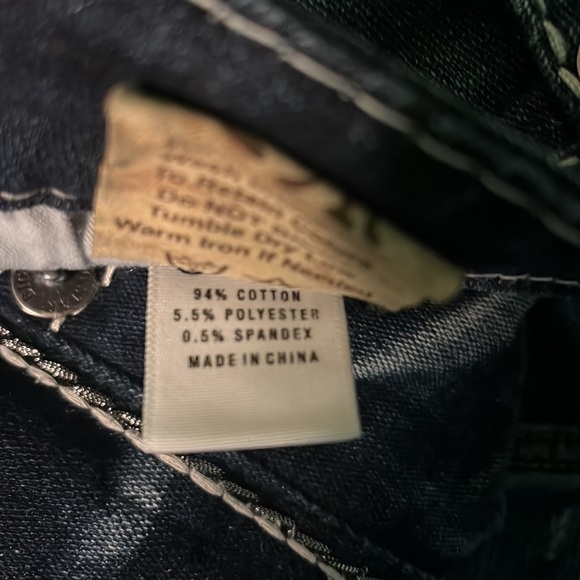 To Retain
Do NOT
Tumble Dry Low
Warm Iron if Needed
94% COTTON
5.5% POLYESTER
0.5% SPANDEX
MADE IN CHINA